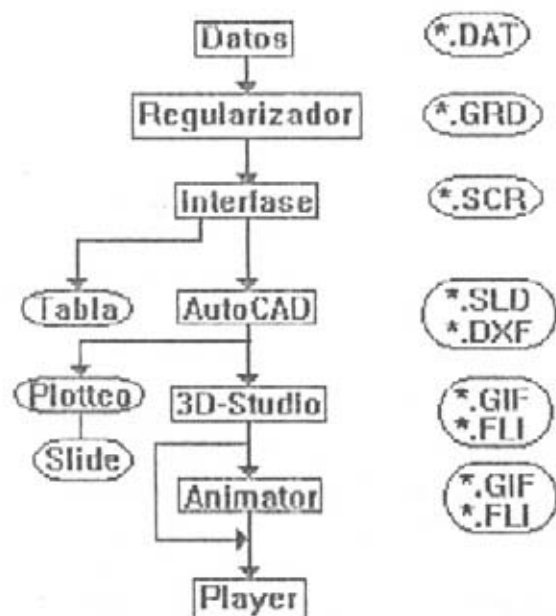 Datos
*.DAT
Regularizador
*.GRD
Interfase
*.SCR
Tabla
AutoCAD
*.SLD
*.DXF
Plotteo
3D-Studio
*.GIF
*.FLI
Slide
Animator
*.GIF
*.FLI
Player